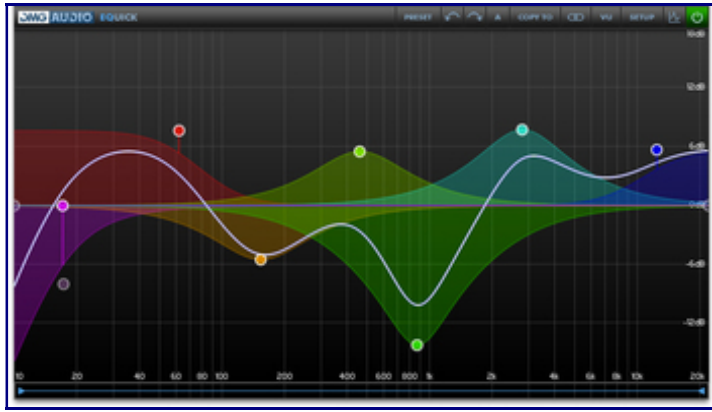 DMG AUDIO EQUICK PRESET A COPY TO VU SETUP
18dB
12dB
6dB
0dB
-6dB
-12dB
10 20 40 60 80 100 200 400 600 800 1k 2k 4k 6k 8k 10k 20k